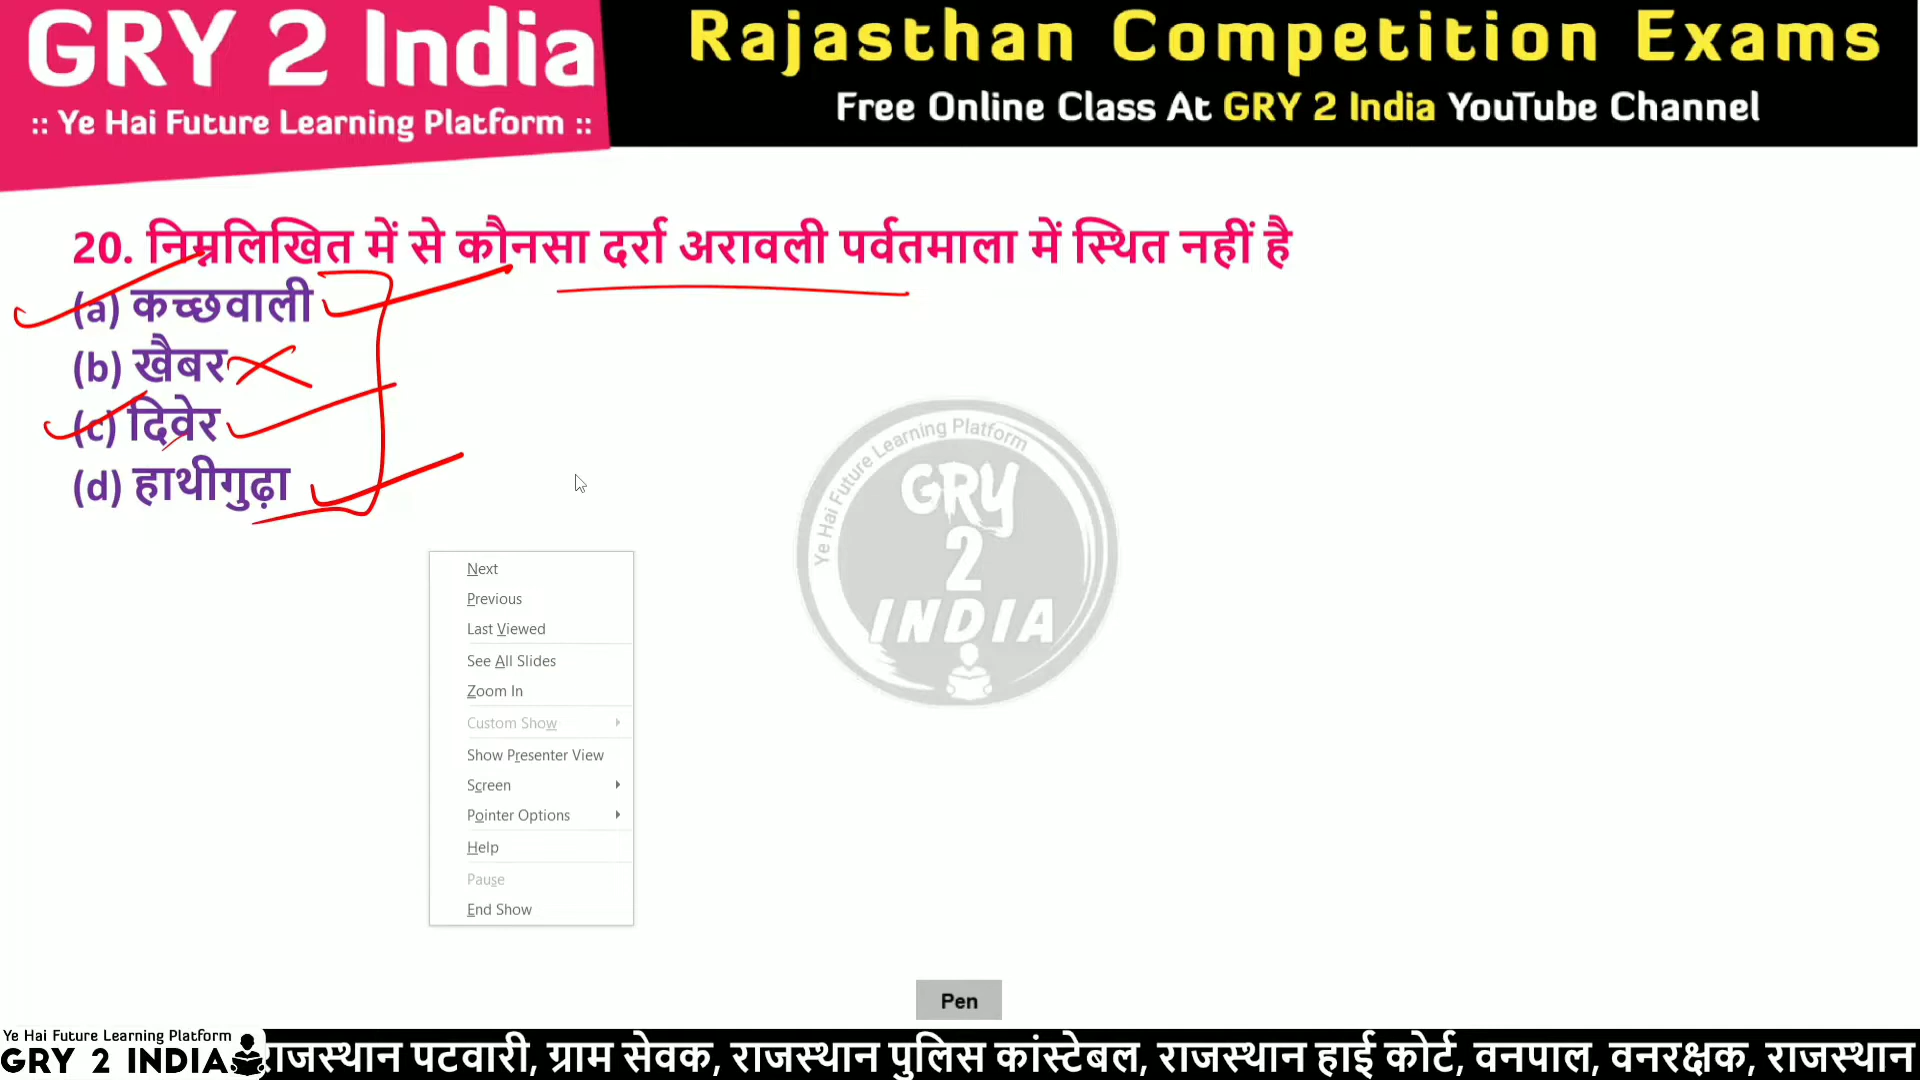 GRY 2 India
:: Ye Hai Future Learning Platform ::
Rajasthan Competition Exams
Free Online Class At GRY 2 India YouTube Channel
20. निम्नलिखित में से कौनसा दर्रा अरावली पर्वतमाला में स्थित नहीं है
(a) कच्छवाली
(b) खैबर
(c) दिवेर
(d) हाथीगुढ़ा
Ye Hai Future Learning Platform
GRY
2
INDIA
Next
Previous
Last Viewed
See All Slides
Zoom In
Custom Show
Show Presenter View
Screen
Pointer Options
Help
Pause
End Show
Pen
Ye Hai Future Learning Platform
GRY 2 INDIA
राजस्थान पटवारी, ग्राम सेवक, राजस्थान पुलिस कांस्टेबल, राजस्थान हाई कोर्ट, वनपाल, वनरक्षक, राजस्थान